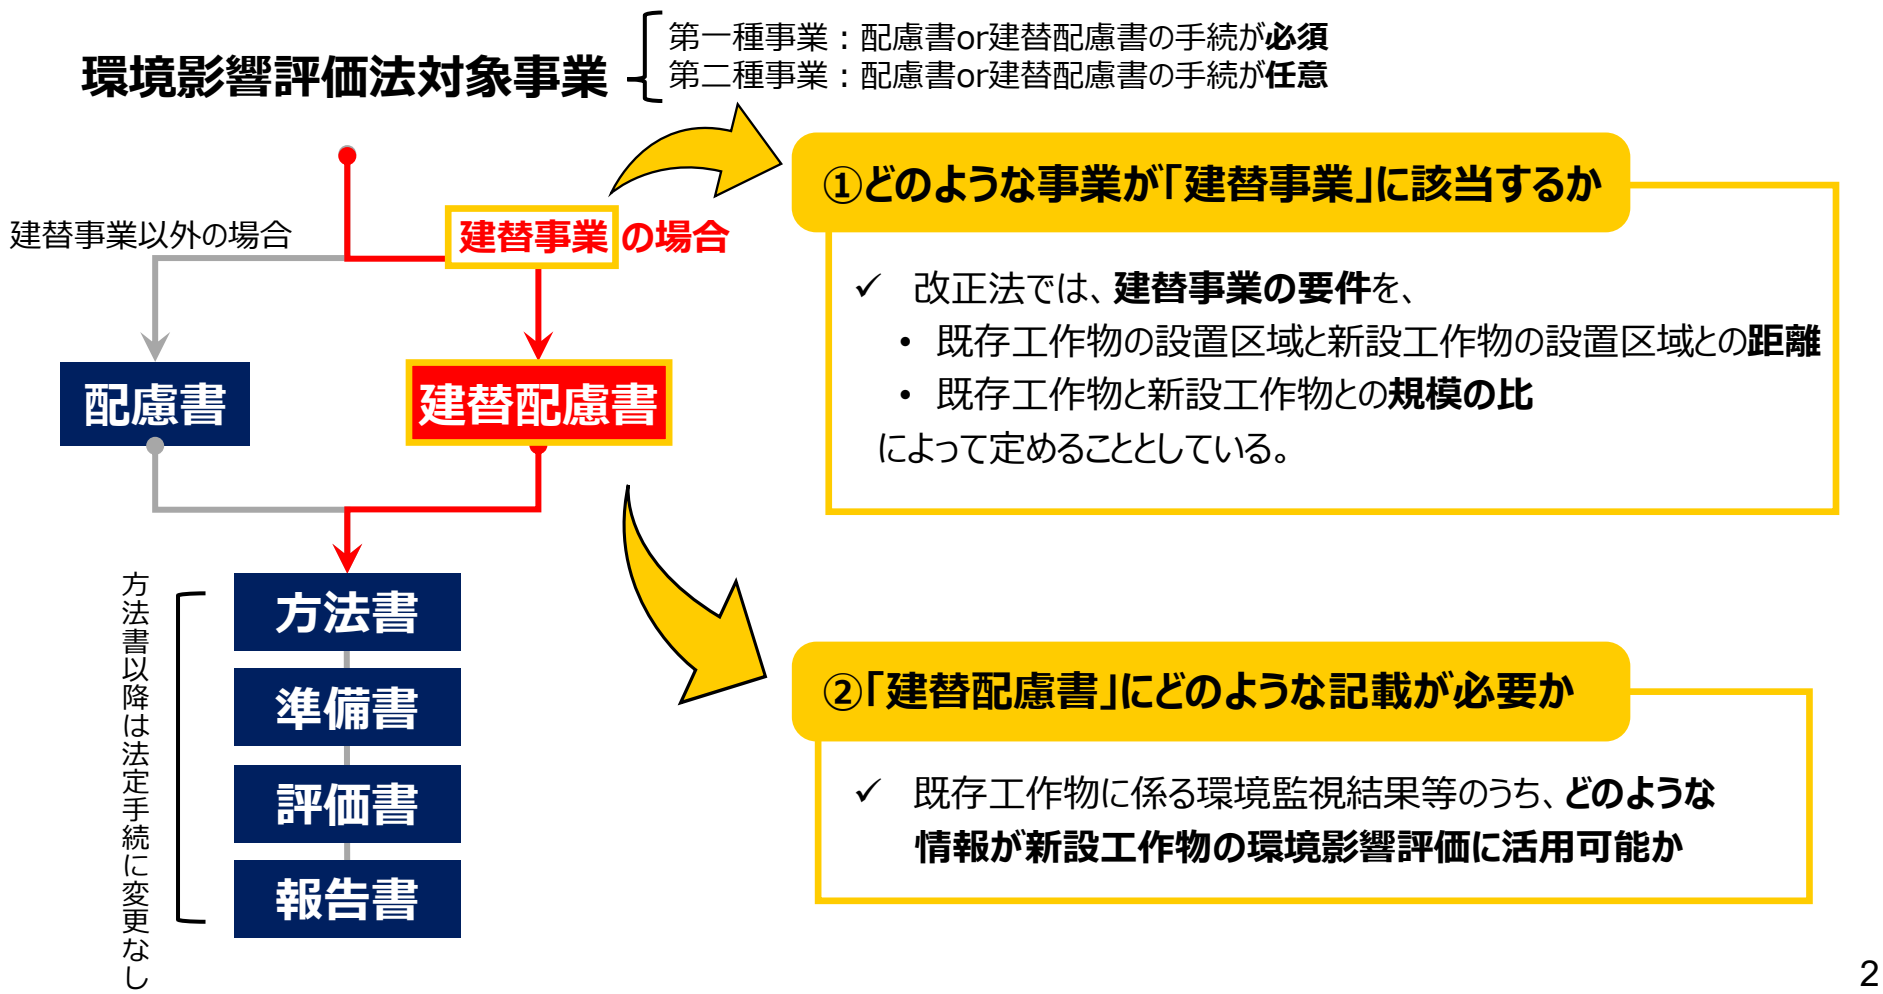 環境影響評価法対象事業
第一種事業：配慮書or建替配慮書の手続が必須
第二種事業：配慮書or建替配慮書の手続が任意
建替事業以外の場合
建替事業の場合
配慮書
建替配慮書
方法書以降は法定手続に変更なし
方法書
準備書
評価書
報告書
①どのような事業が「建替事業」に該当するか
✓ 改正法では、建替事業の要件を、
• 既存工作物の設置区域と新設工作物の設置区域との距離
• 既存工作物と新設工作物との規模の比
によって定めることとしている。
②「建替配慮書」にどのような記載が必要か
✓ 既存工作物に係る環境監視結果等のうち、どのような
情報が新設工作物の環境影響評価に活用可能か
2